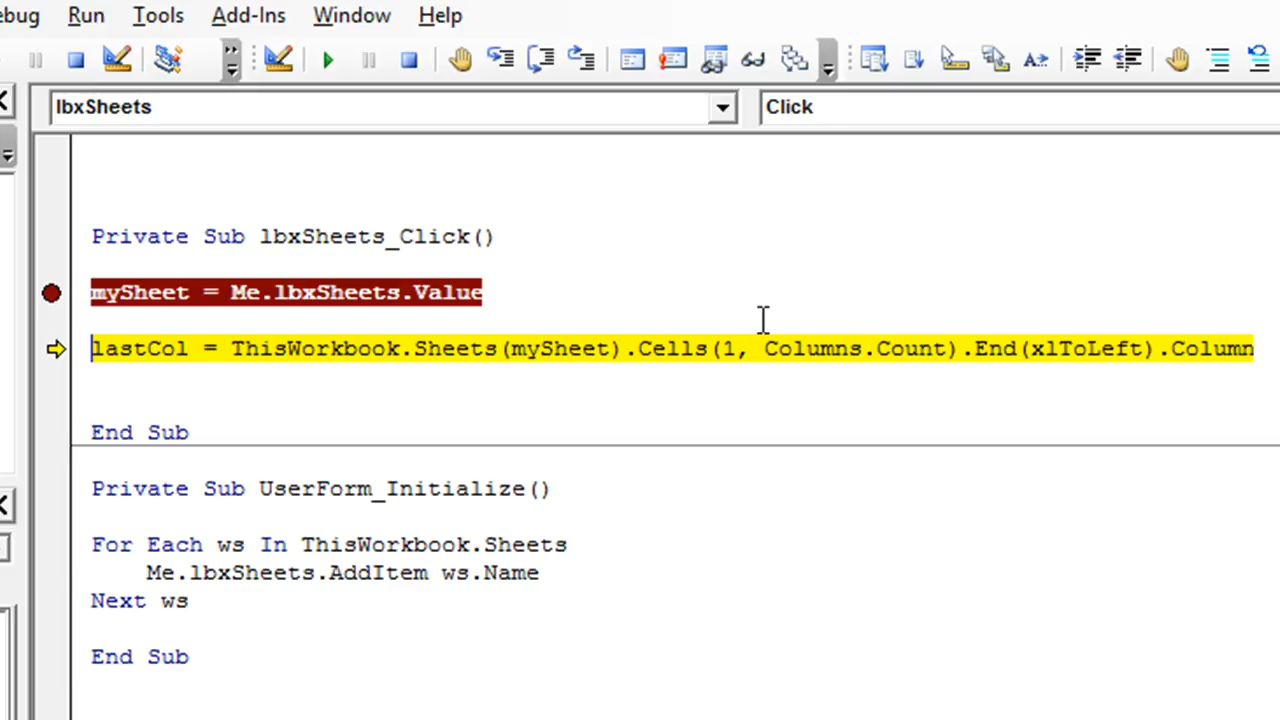 ebug Run Tools Add-Ins Window Help
lbxSheets Click
Private Sub lbxSheets_Click()
mySheet = Me.lbxSheets.Value
lastCol = ThisWorkbook.Sheets(mySheet).Cells(1, Columns.Count).End(xlToLeft).Column
End Sub
Private Sub UserForm_Initialize()
For Each ws In ThisWorkbook.Sheets
Me.lbxSheets.AddItem ws.Name
Next ws
End Sub